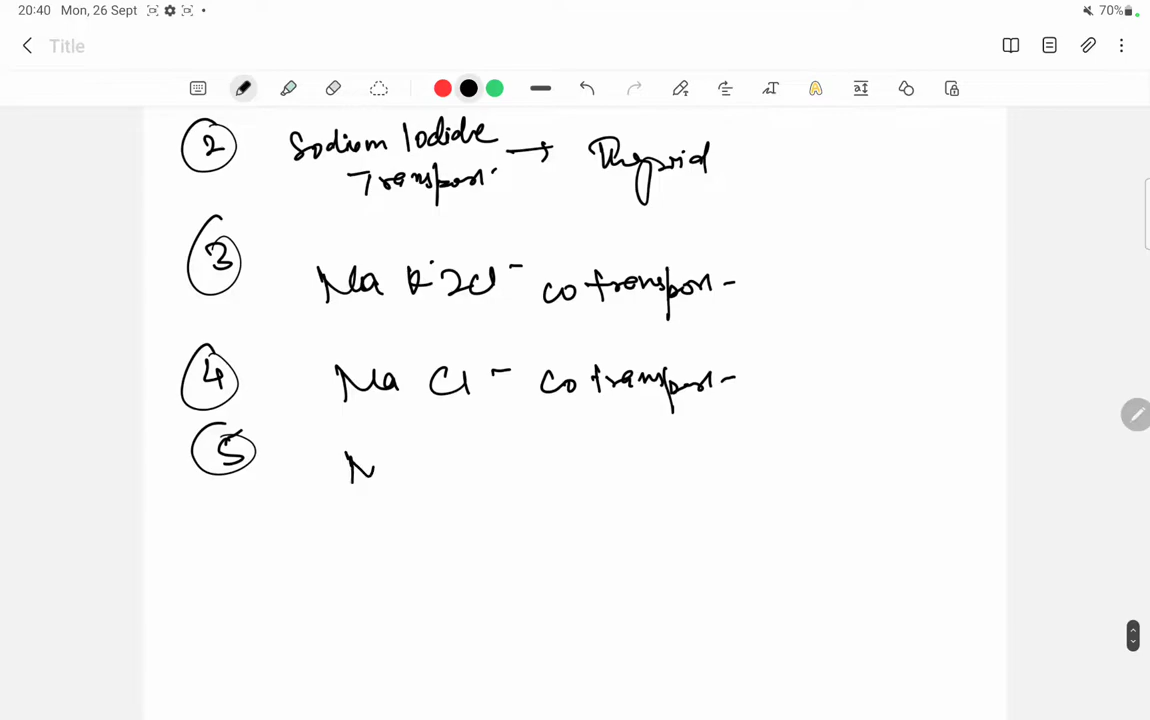 20:40 Mon, 26 Sept 70%
Title
2 Sodium Iodide → Thyroid
Transport
3 Na K 2Cl - cotransport -
4 Na Cl - cotransport -
5 N